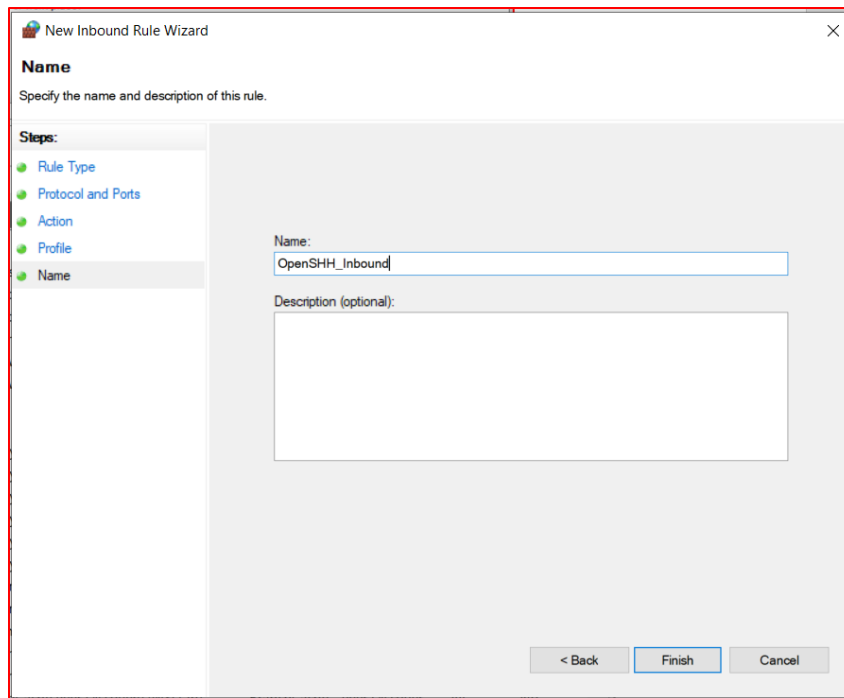 New Inbound Rule Wizard
Name
Specify the name and description of this rule.
Steps:
Rule Type
Protocol and Ports
Action
Profile
Name
Name:
OpenSHH_Inbound
Description (optional):
< Back
Finish
Cancel